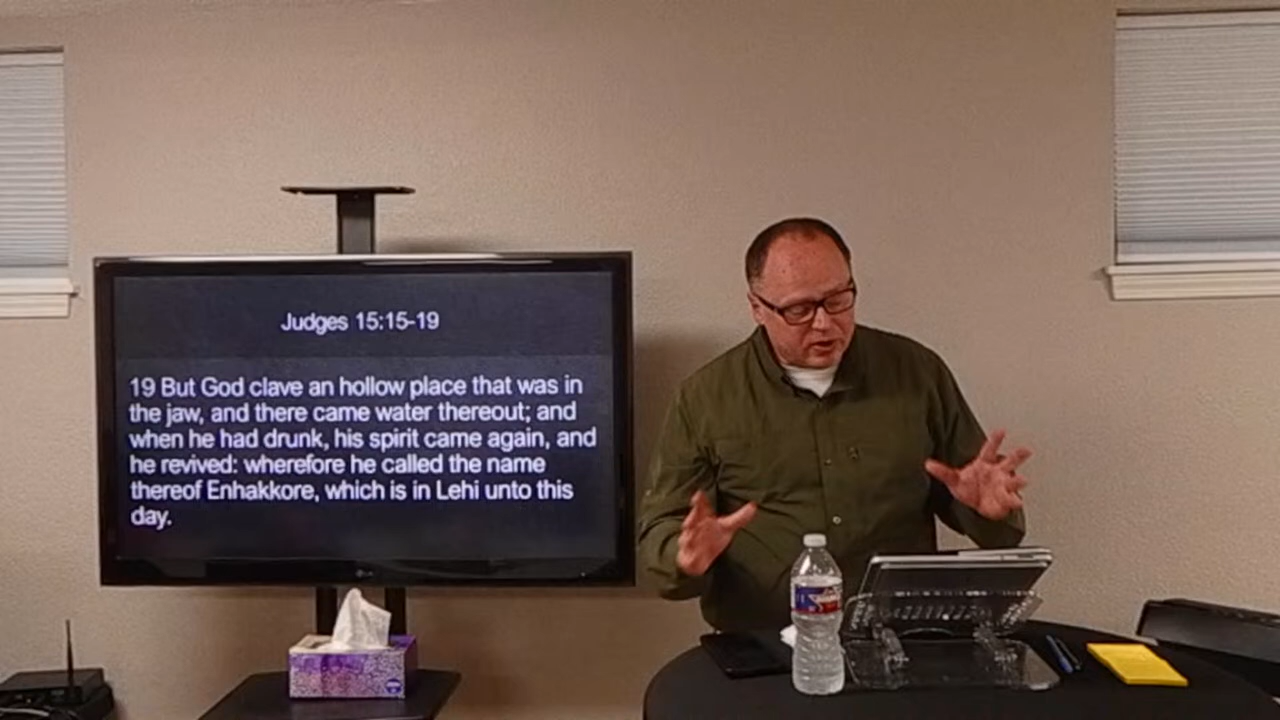 Judges 15:15-19
19 But God clave an hollow place that was in
the jaw, and there came water thereout; and
when he had drunk, his spirit came again, and
he revived: wherefore he called the name
thereof Enhakkore, which is in Lehi unto this
day.